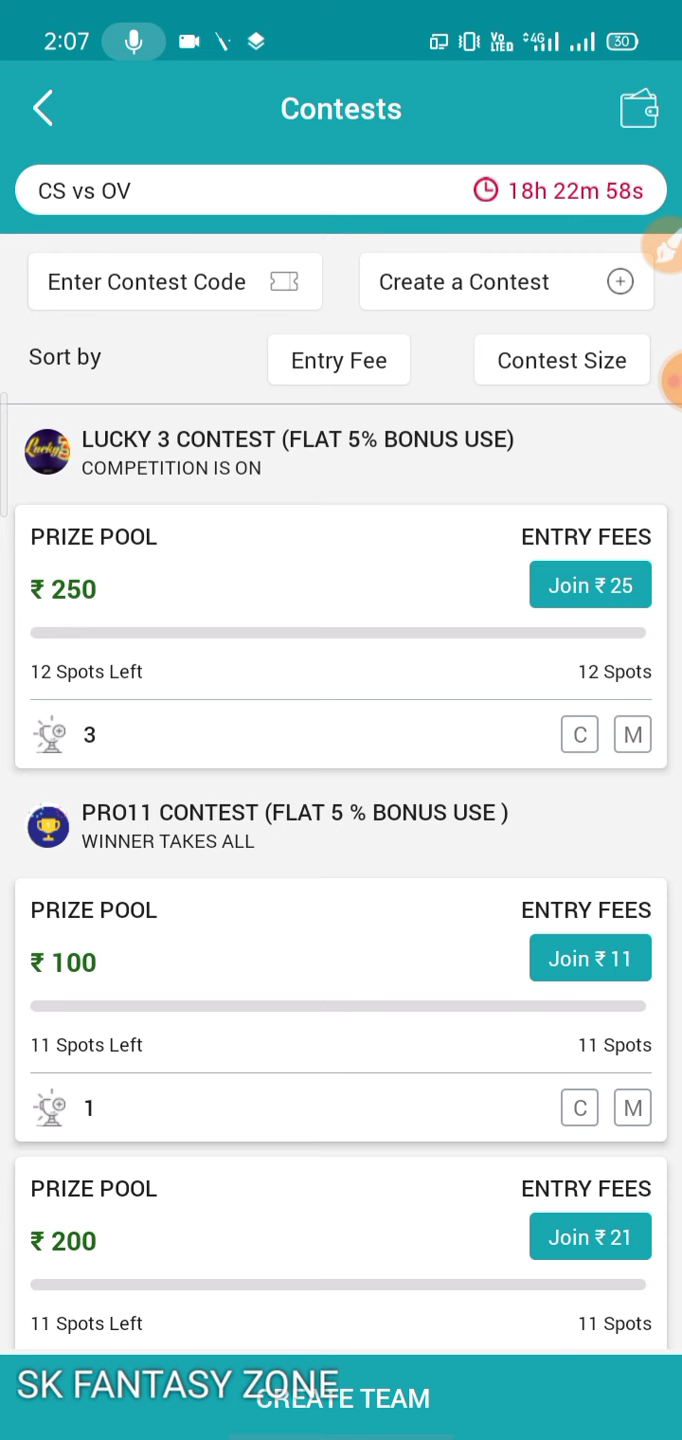 2:07 Vo LTED 4G 30
Contests
CS vs OV 18h 22m 58s
Enter Contest Code Create a Contest
Sort by Entry Fee Contest Size
LUCKY 3 CONTEST (FLAT 5% BONUS USE)
COMPETITION IS ON
PRIZE POOL ENTRY FEES
₹ 250 Join ₹ 25
12 Spots Left 12 Spots
3 C M
PRO11 CONTEST (FLAT 5 % BONUS USE )
WINNER TAKES ALL
PRIZE POOL ENTRY FEES
₹ 100 Join ₹ 11
11 Spots Left 11 Spots
1 C M
PRIZE POOL ENTRY FEES
₹ 200 Join ₹ 21
11 Spots Left 11 Spots
SK FANTASY ZONE
CREATE TEAM